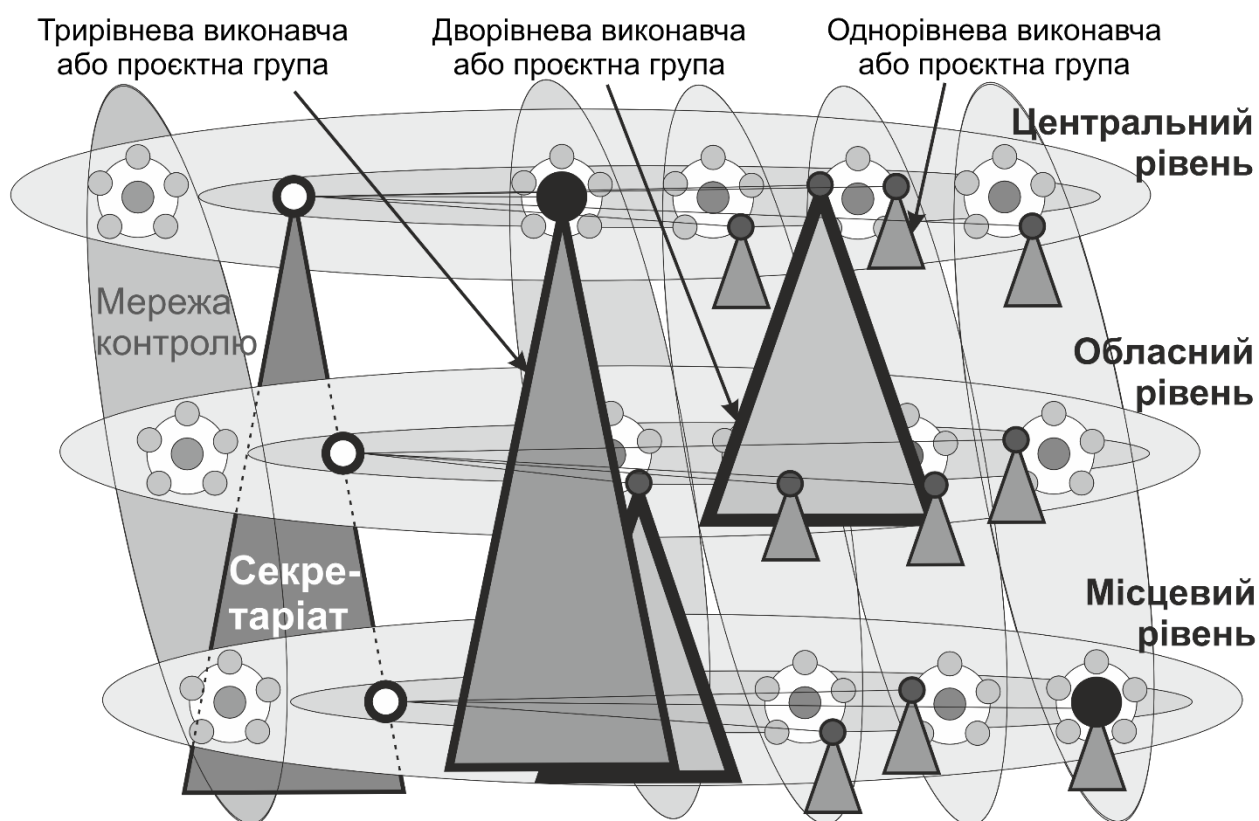 Трирівнева виконавча
або проєктна група
Дворівнева виконавча
або проєктна група
Однорівнева виконавча
або проєктна група
Центральний
рівень
Мережа
контролю
Обласний
рівень
Секре-
таріат
Місцевий
рівень